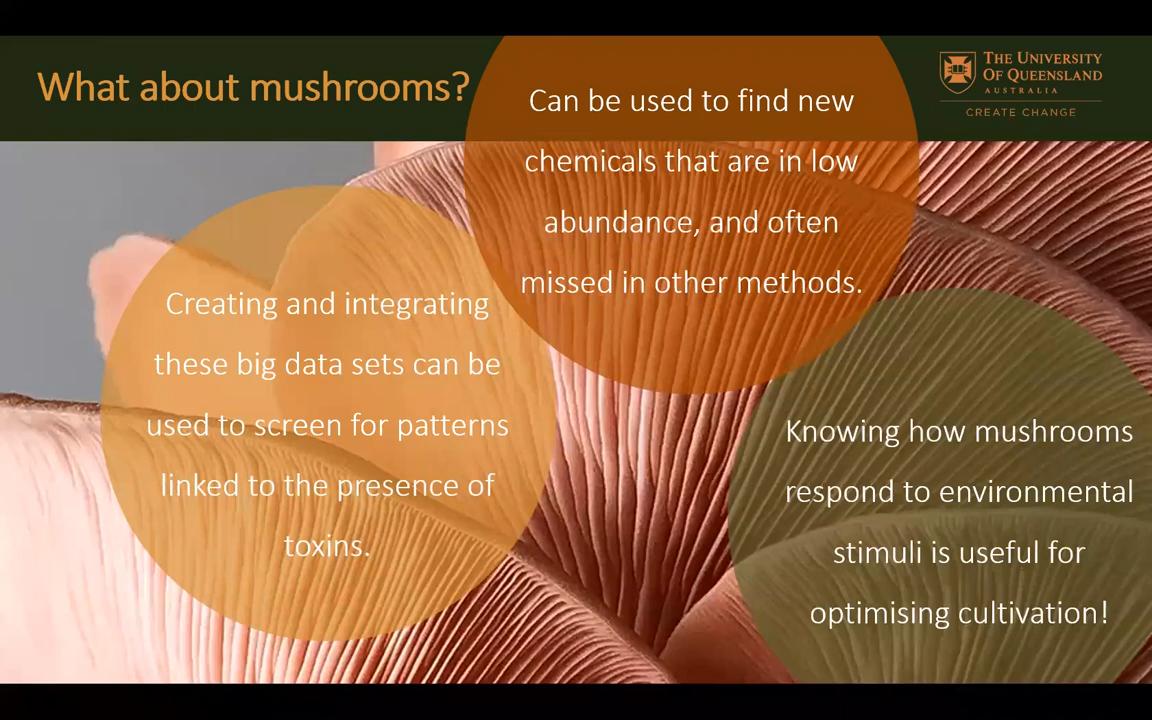 What about mushrooms?
THE UNIVERSITY
OF QUEENSLAND
AUSTRALIA
CREATE CHANGE
Can be used to find new
chemicals that are in low
abundance, and often
missed in other methods.
Creating and integrating
these big data sets can be
used to screen for patterns
linked to the presence of
toxins.
Knowing how mushrooms
respond to environmental
stimuli is useful for
optimising cultivation!